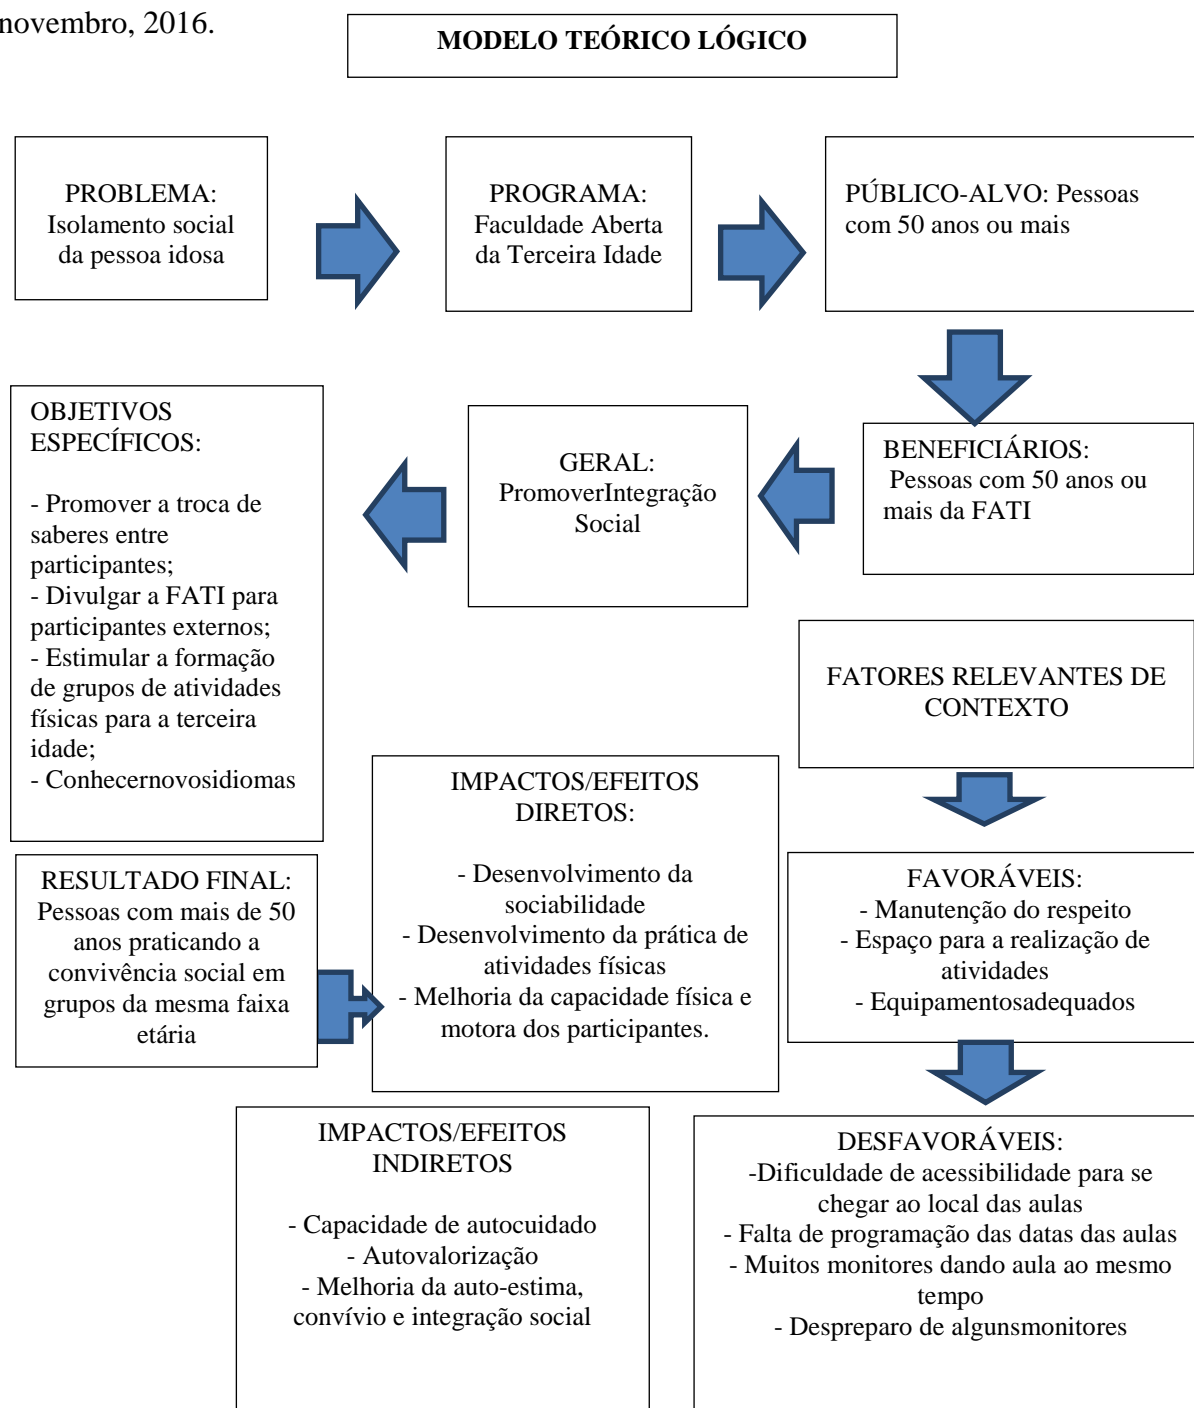 novembro, 2016.
MODELO TEÓRICO LÓGICO
PROBLEMA:
Isolamento social
da pessoa idosa
PROGRAMA:
Faculdade Aberta
da Terceira Idade
PÚBLICO-ALVO: Pessoas
com 50 anos ou mais
BENEFICIÁRIOS:
Pessoas com 50 anos ou
mais da FATI
GERAL:
PromoverIntegração
Social
OBJETIVOS
ESPECÍFICOS:
- Promover a troca de
saberes entre
participantes;
- Divulgar a FATI para
participantes externos;
- Estimular a formação
de grupos de atividades
físicas para a terceira
idade;
- Conhecernovosidiomas
FATORES RELEVANTES DE
CONTEXTO
RESULTADO FINAL:
Pessoas com mais de 50
anos praticando a
convivência social em
grupos da mesma faixa
etária
IMPACTOS/EFEITOS
DIRETOS:
- Desenvolvimento da
sociabilidade
- Desenvolvimento da prática de
atividades físicas
- Melhoria da capacidade física e
motora dos participantes.
FAVORÁVEIS:
- Manutenção do respeito
- Espaço para a realização de
atividades
- Equipamentosadequados
IMPACTOS/EFEITOS
INDIRETOS
- Capacidade de autocuidado
- Autovalorização
- Melhoria da auto-estima,
convívio e integração social
DESFAVORÁVEIS:
-Dificuldade de acessibilidade para se
chegar ao local das aulas
- Falta de programação das datas das aulas
- Muitos monitores dando aula ao mesmo
tempo
- Despreparo de algunsmonitores